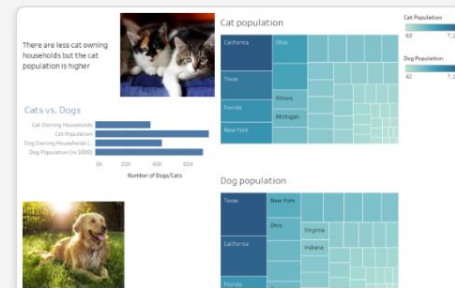 There are less cat owning
households but the cat
population is higher
Cats vs. Dogs
Cat Owning Households
Cat Population
Dog Owning Households (..
Dog Population (in 1000)
0K 20K 40K 60K
Number of Dogs/Cats
Cat population
California
Ohio
Texas
Florida
Illinois
Michigan
New York
Dog population
Texas
New York
Ohio
Virginia
California
Indiana
Florida
Cat Population
93
Dog Population
42